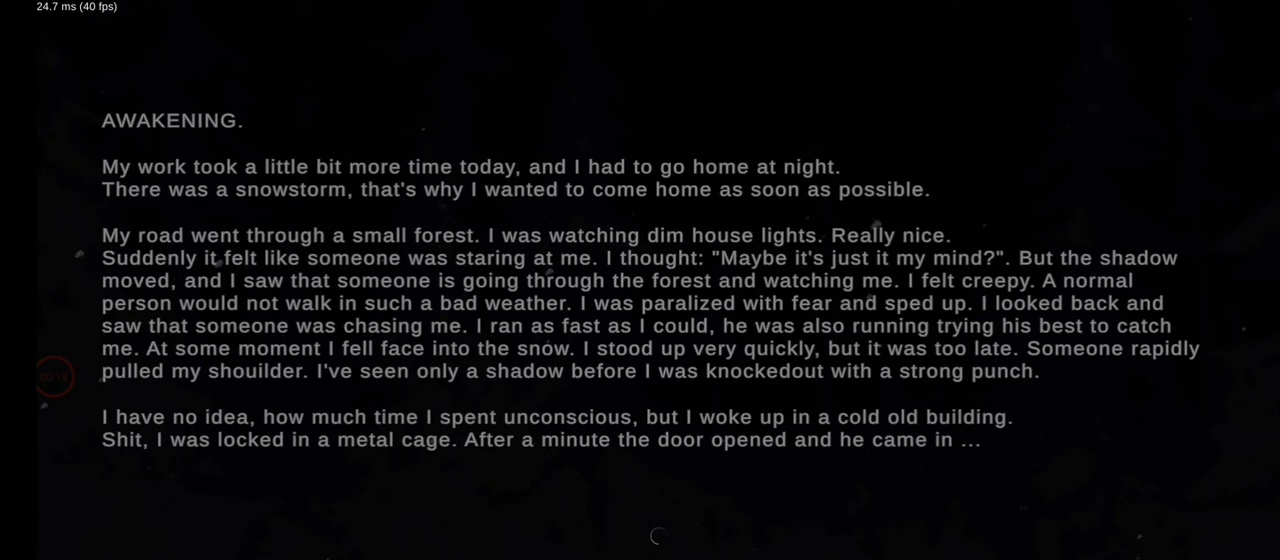 24.7 ms (40 fps)
AWAKENING.
My work took a little bit more time today, and I had to go home at night.
There was a snowstorm, that's why I wanted to come home as soon as possible.
My road went through a small forest. I was watching dim house lights. Really nice.
Suddenly it felt like someone was staring at me. I thought: "Maybe it's just it my mind?". But the shadow
moved, and I saw that someone is going through the forest and watching me. I felt creepy. A normal
person would not walk in such a bad weather. I was paralized with fear and sped up. I looked back and
saw that someone was chasing me. I ran as fast as I could, he was also running trying his best to catch
me. At some moment I fell face into the snow. I stood up very quickly, but it was too late. Someone rapidly
00:18
pulled my shouilder. I've seen only a shadow before I was knockedout with a strong punch.
I have no idea, how much time I spent unconscious, but I woke up in a cold old building.
Shit, I was locked in a metal cage. After a minute the door opened and he came in ...